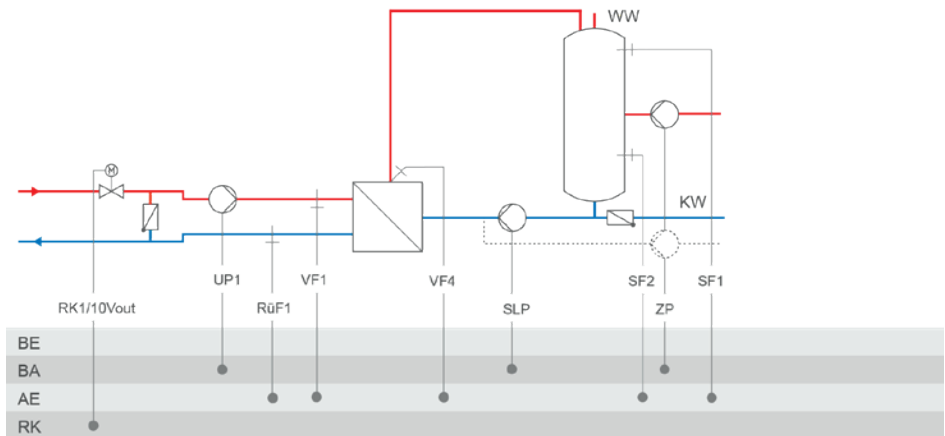 WW
M
KW
UP1 VF1 VF4 SF2 SF1
RK1/10Vout RüF1 SLP ZP
BE
BA
AE
RK